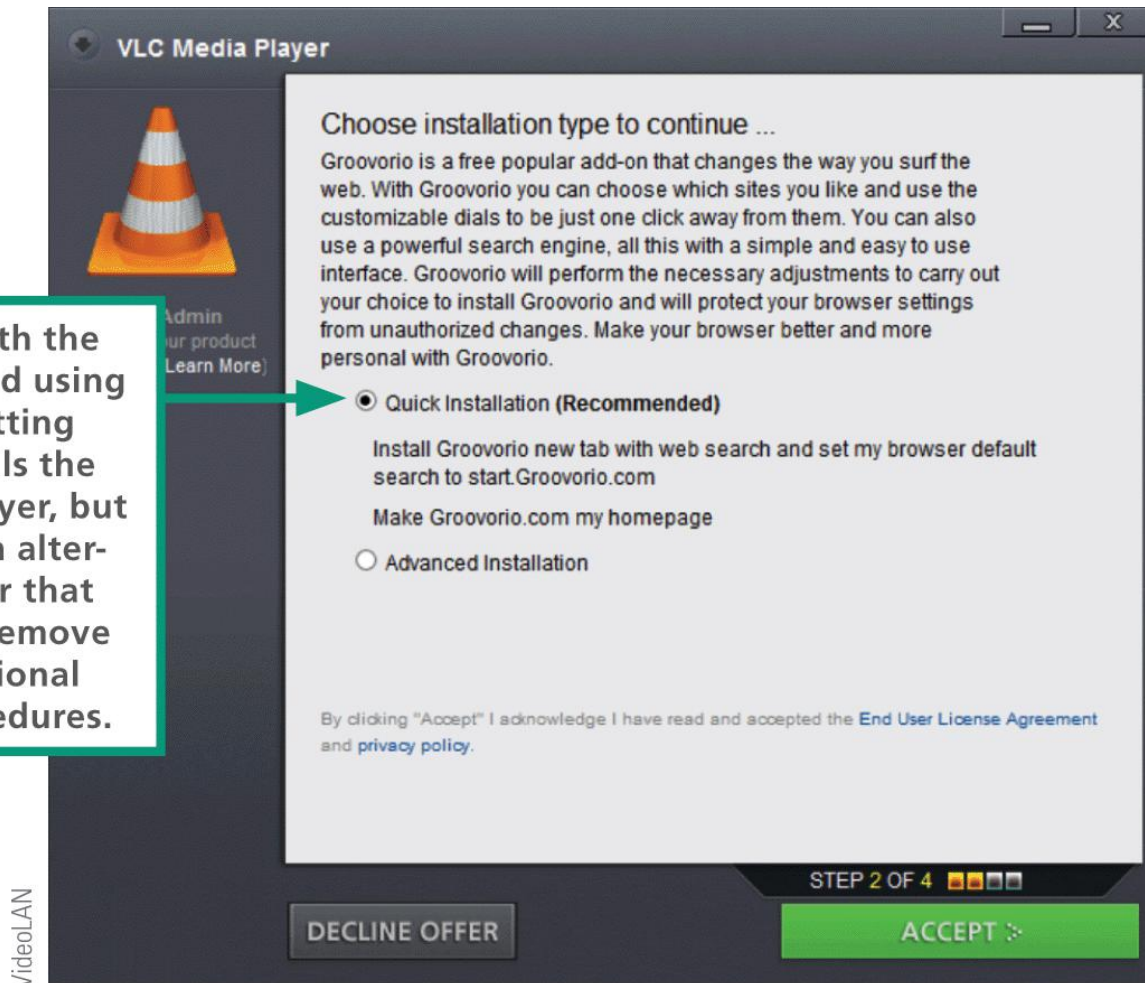 VLC Media Player
Choose installation type to continue ...
Groovorio is a free popular add-on that changes the way you surf the
web. With Groovorio you can choose which sites you like and use the
customizable dials to be just one click away from them. You can also
use a powerful search engine, all this with a simple and easy to use
interface. Groovorio will perform the necessary adjustments to carry out
your choice to install Groovorio and will protect your browser settings
from unauthorized changes. Make your browser better and more
personal with Groovorio.
Quick Installation (Recommended)
Install Groovorio new tab with web search and set my browser default
search to start.Groovorio.com
Make Groovorio.com my homepage
Advanced Installation
By clicking "Accept" I acknowledge I have read and accepted the End User License Agreement
and privacy policy.
STEP 2 OF 4
DECLINE OFFER
ACCEPT
Admin
product
Learn More)
the
using
the
but
alter-
that
VideoLAN